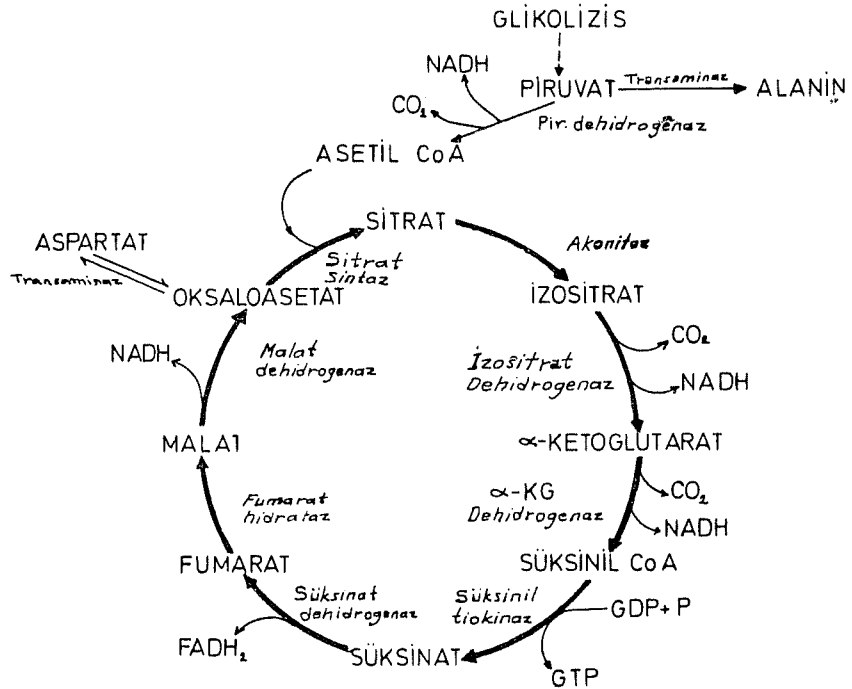 GLİKOLİZİS
NADH
PİRUVAT
Transaminaz
ALANİN
CO₂
Pir. dehidrogenaz
ASETİL CoA
SİTRAT
ASPARTAT
Akonitaz
Sitrat
sintaz
Transaminaz
OKSALOASETAT
İZOSİTRAT
CO₂
NADH
Malat
dehidrogenaz
İzositrat
Dehidrogenaz
NADH
MALAT
α-KETOGLUTARAT
α-KG
Dehidrogenaz
CO₂
Fumarat
hidrataz
NADH
FUMARAT
SÜKSİNİL CoA
Süksinat
dehidrogenaz
Süksinil
tiokinaz
GDP+P
FADH₂
SÜKSİNAT
GTP